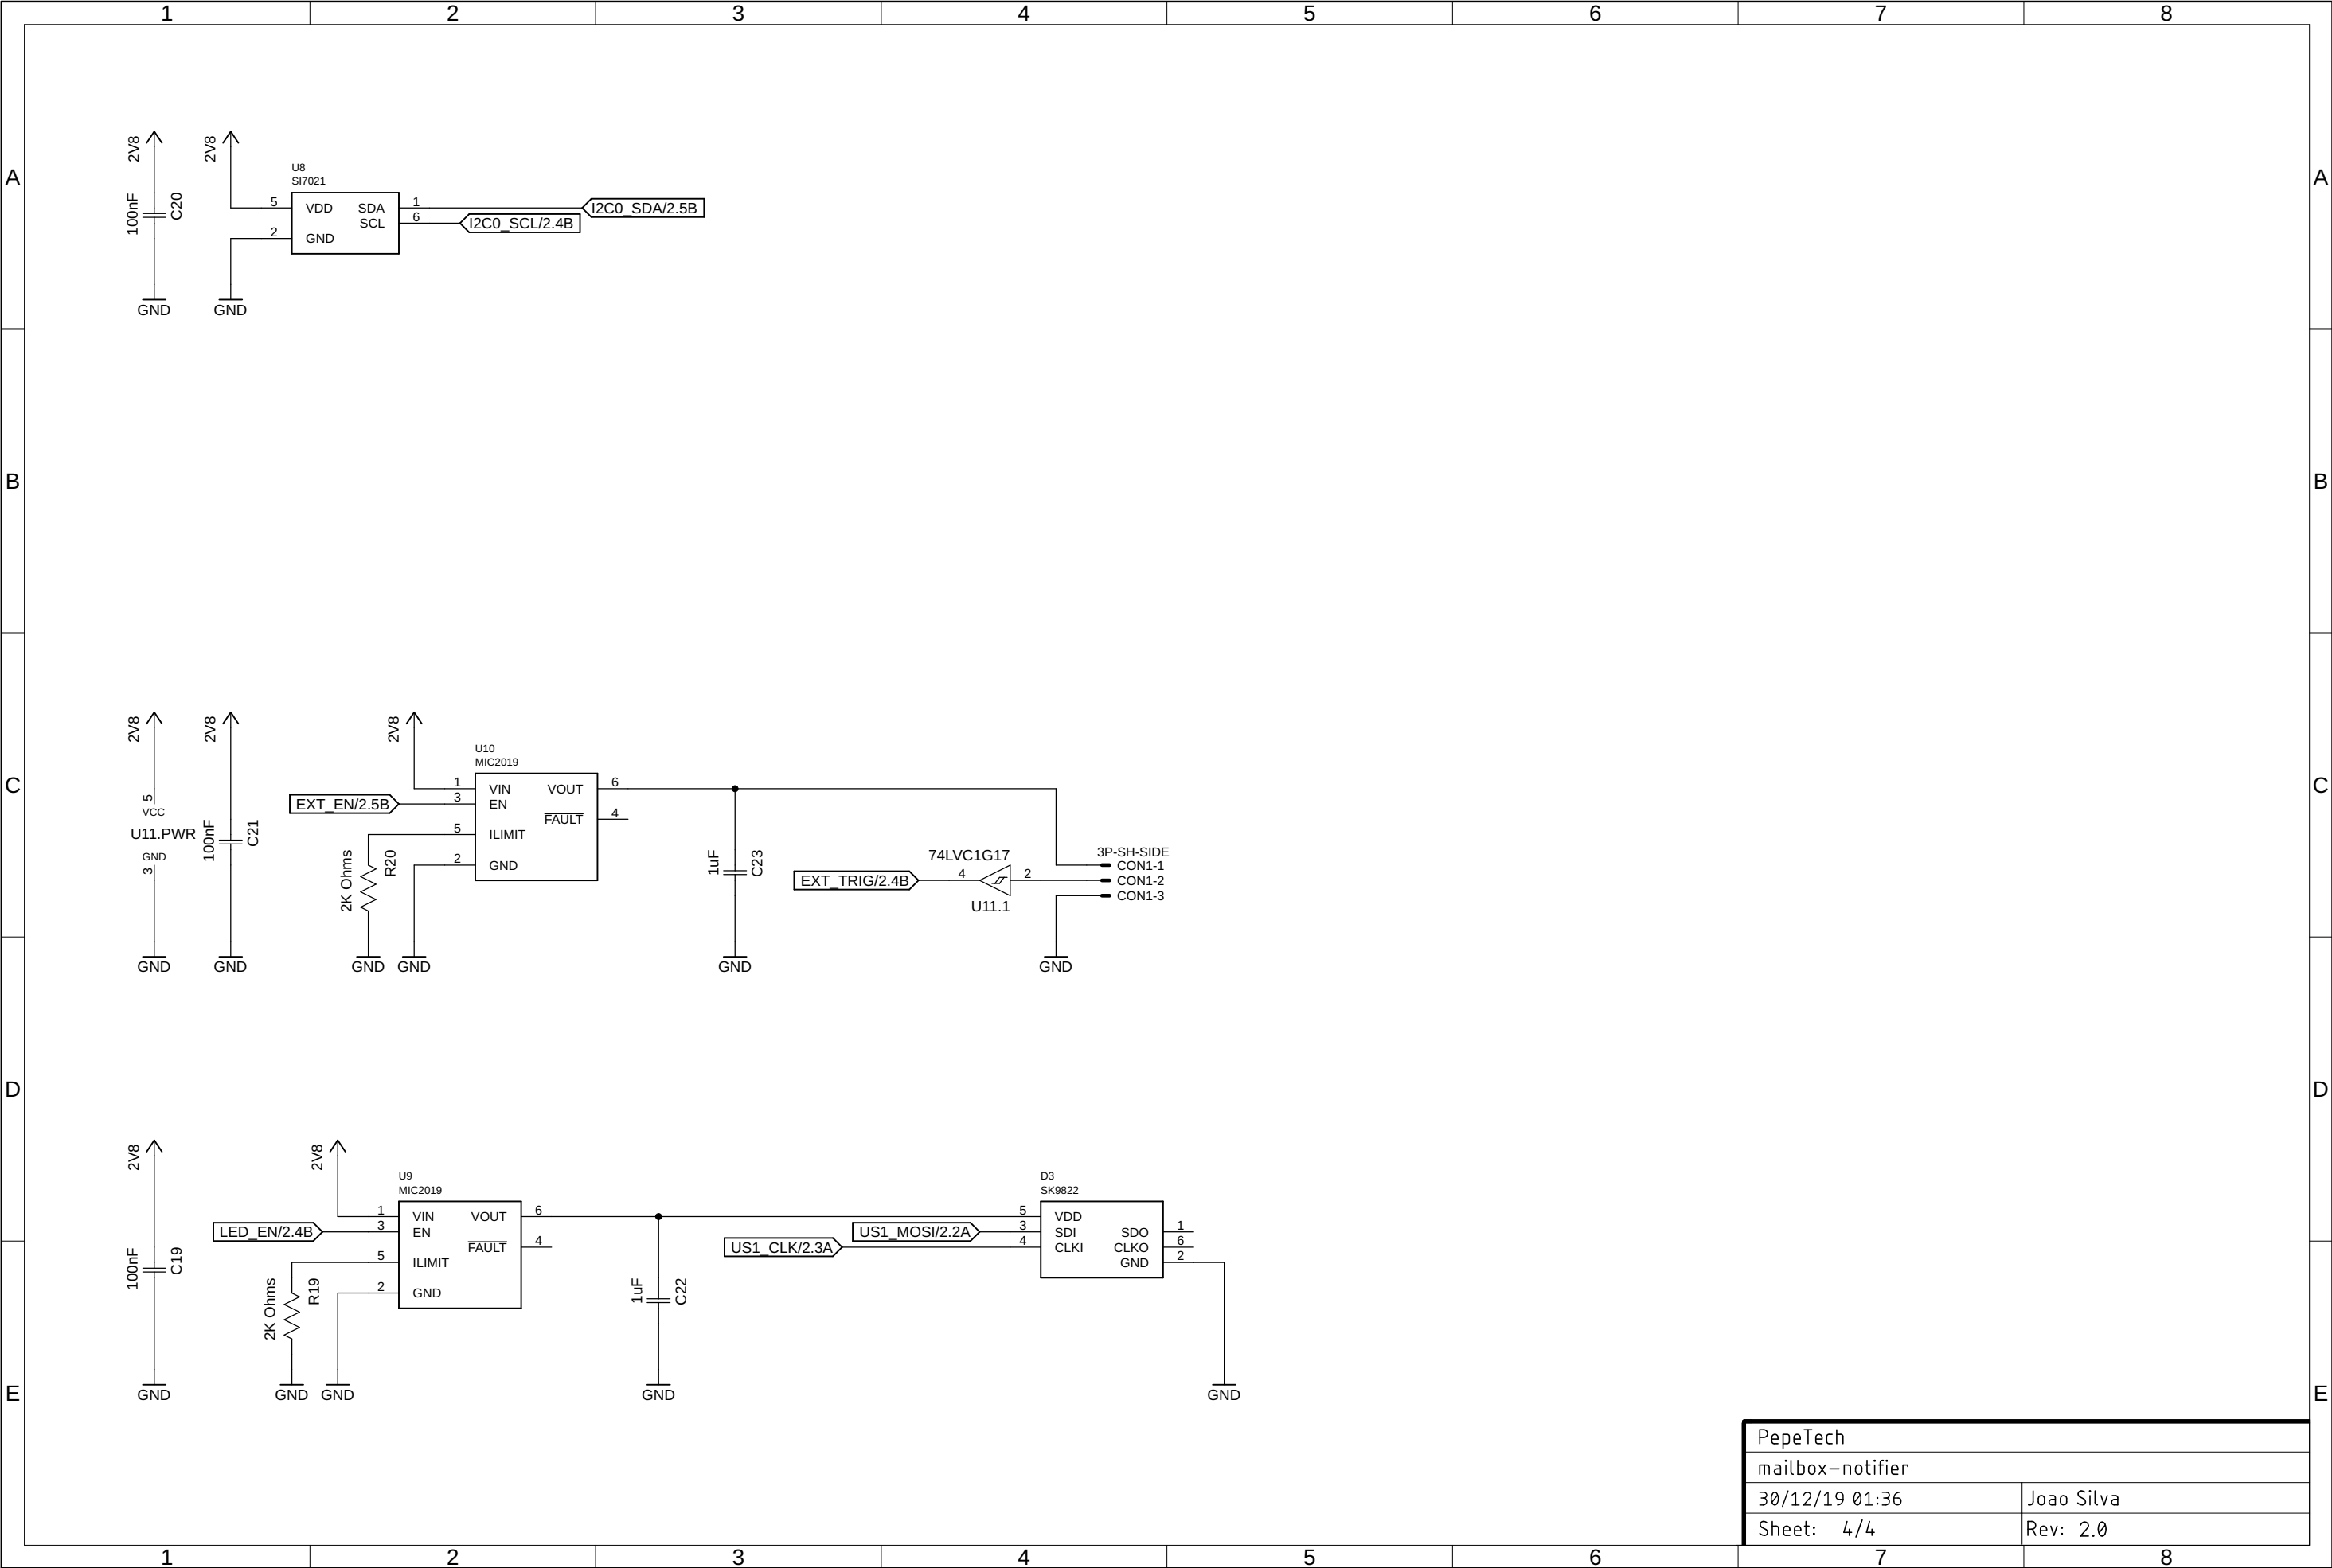 1 2 3 4 5 6 7 8
A A
2V8 2V8
U8
SI7021
100nF C20
5 VDD SDA 1 I2C0_SDA/2.5B
SCL 6 I2C0_SCL/2.4B
2 GND
GND GND
B B
2V8 2V8 2V8
U10
MIC2019
C C
1 VIN VOUT 6
EXT_EN/2.5B 3 EN
FAULT 4
5 ILIMIT
2 GND
5
VCC
U11.PWR
GND
3
100nF C21
2K Ohms R20
1uF C23
74LVC1G17
EXT_TRIG/2.4B 4 2
U11.1
3P-SH-SIDE
CON1-1
CON1-2
CON1-3
GND GND GND GND GND GND
D D
2V8 2V8
U9
MIC2019
D3
SK9822
1 VIN VOUT 6
LED_EN/2.4B 3 EN
FAULT 4
5 ILIMIT
2 GND
5 VDD
US1_MOSI/2.2A 3 SDI SDO 1
US1_CLK/2.3A 4 CLKI CLKO 6
GND 2
100nF C19
2K Ohms R19
1uF C22
GND GND GND GND GND
E E
PepeTech
mailbox-notifier
30/12/19 01:36 Joao Silva
Sheet: 4/4 Rev: 2.0
1 2 3 4 5 6 7 8